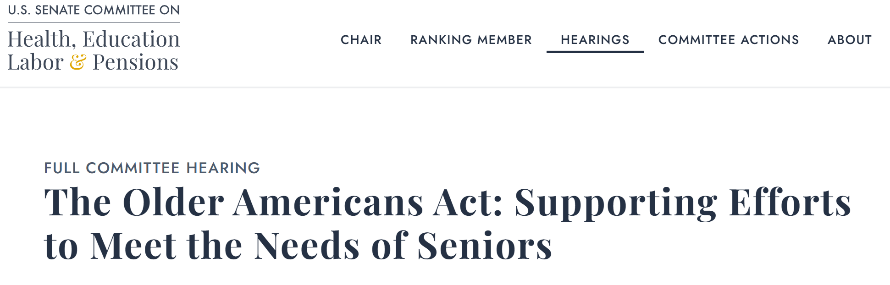 U.S. SENATE COMMITTEE ON
Health, Education
Labor & Pensions
CHAIR RANKING MEMBER HEARINGS COMMITTEE ACTIONS ABOUT
FULL COMMITTEE HEARING
The Older Americans Act: Supporting Efforts
to Meet the Needs of Seniors